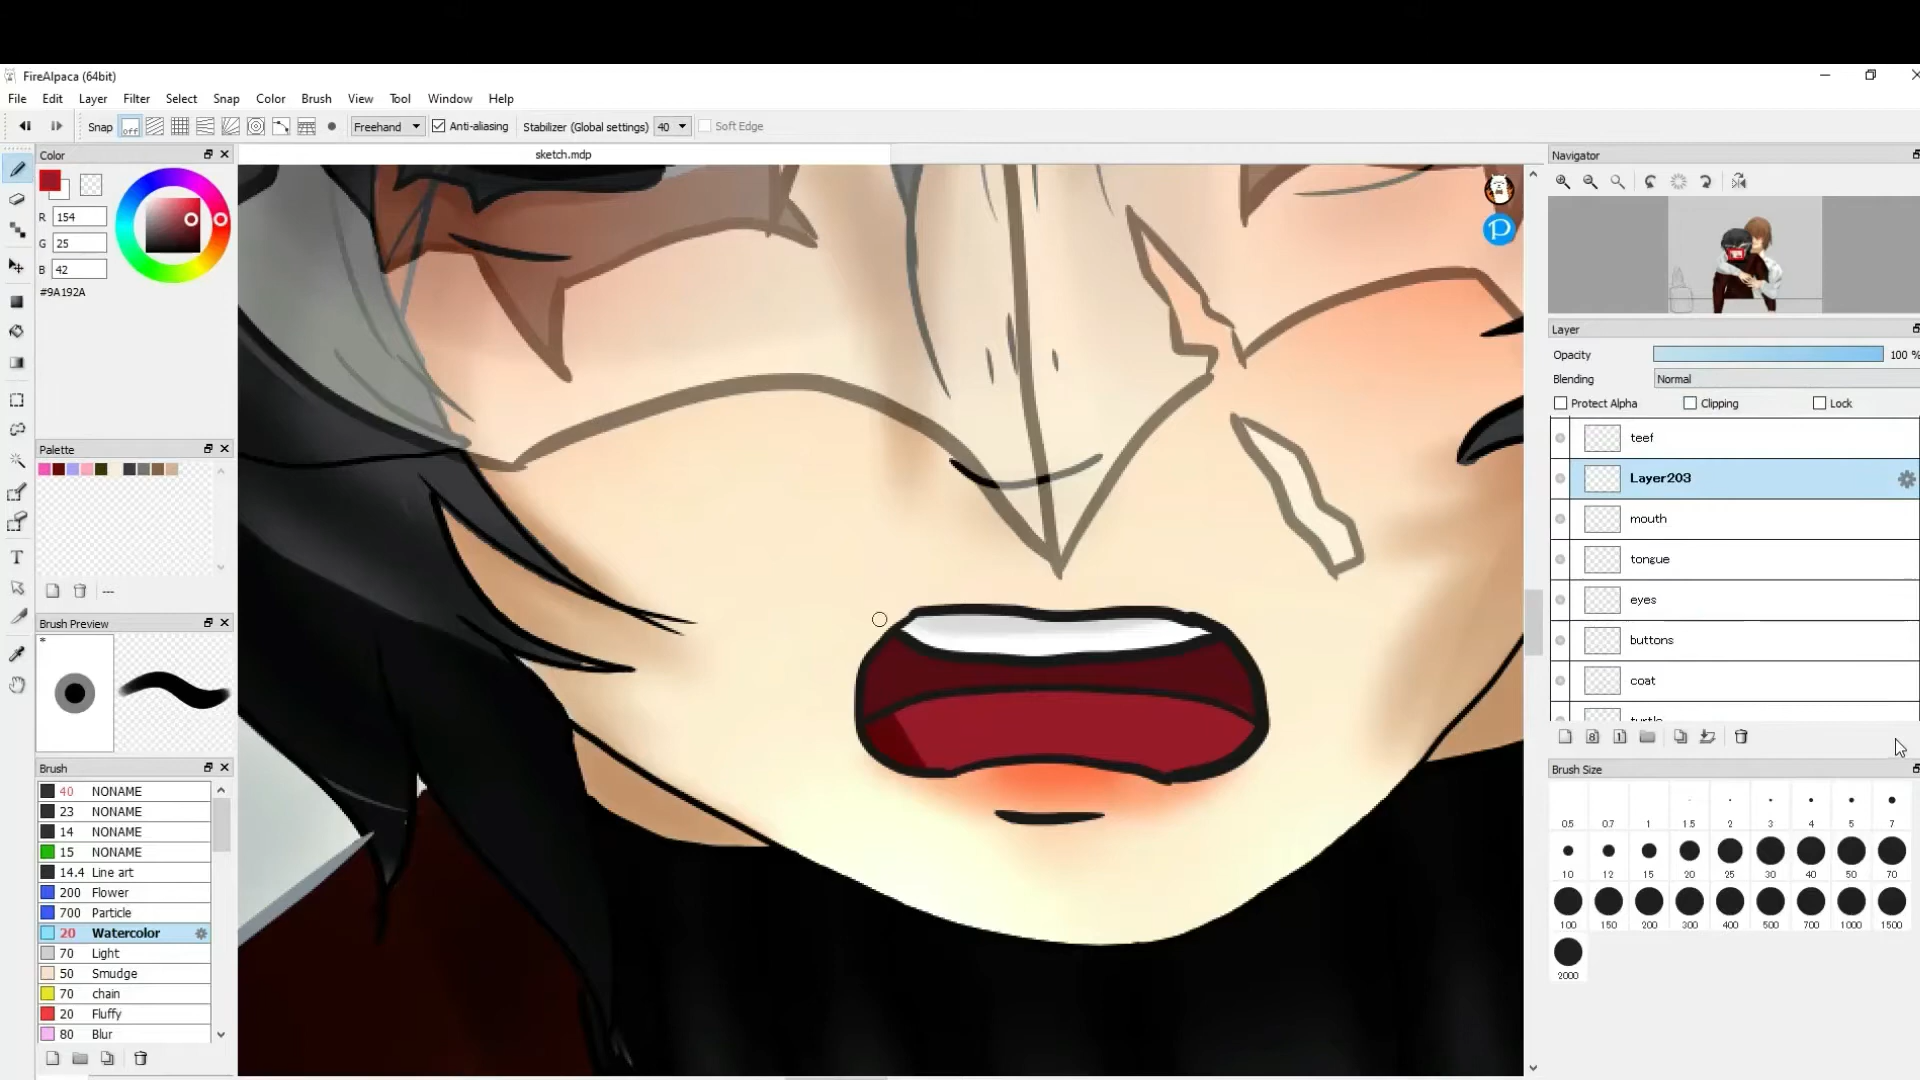 FireAlpaca (64bit)
File Edit Layer Filter Select Snap Color Brush View Tool Window Help
Snap off Freehand Anti-aliasing Stabilizer (Global settings) 40 Soft Edge
Color
sketch.mdp
Navigator
R 154
G 25
B 42
#9A192A
P
Layer
Opacity 100 %
Blending Normal
Protect Alpha Clipping Lock
teef
Layer203
mouth
tongue
eyes
buttons
coat
turtle
Palette
---
Brush Preview
*
Brush
40 NONAME
23 NONAME
14 NONAME
15 NONAME
14.4 Line art
200 Flower
700 Particle
20 Watercolor
70 Light
50 Smudge
70 chain
20 Fluffy
80 Blur
T
8 1
Brush Size
0.5 0.7 1 1.5 2 3 4 5 7
10 12 15 20 25 30 40 50 70
100 150 200 300 400 500 700 1000 1500
2000